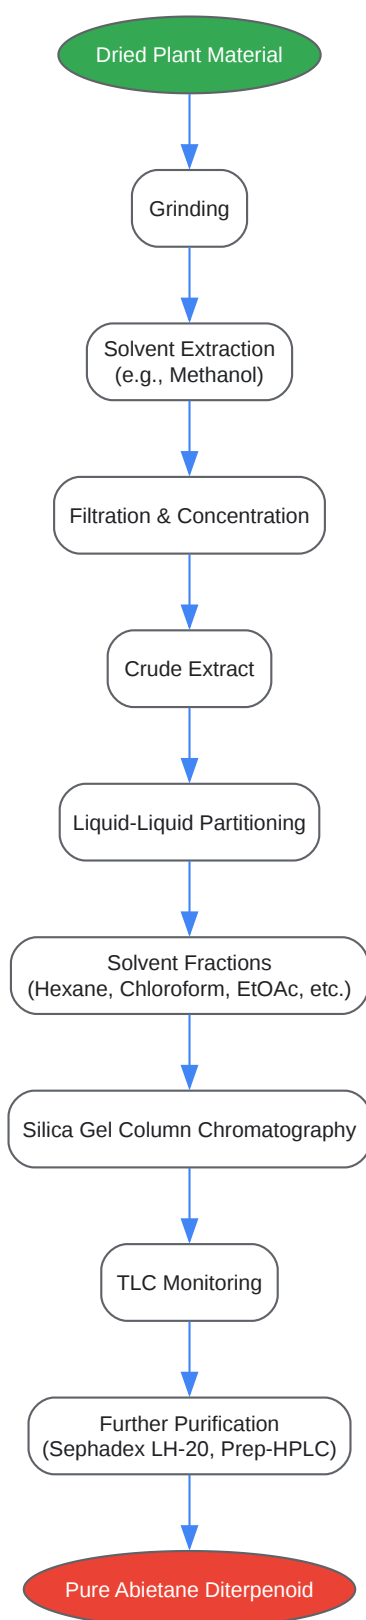 Dried Plant Material
Grinding
Solvent Extraction
(e.g., Methanol)
Filtration & Concentration
Crude Extract
Liquid-Liquid Partitioning
Solvent Fractions
(Hexane, Chloroform, EtOAc, etc.)
Silica Gel Column Chromatography
TLC Monitoring
Further Purification
(Sephadex LH-20, Prep-HPLC)
Pure Abietane Diterpenoid